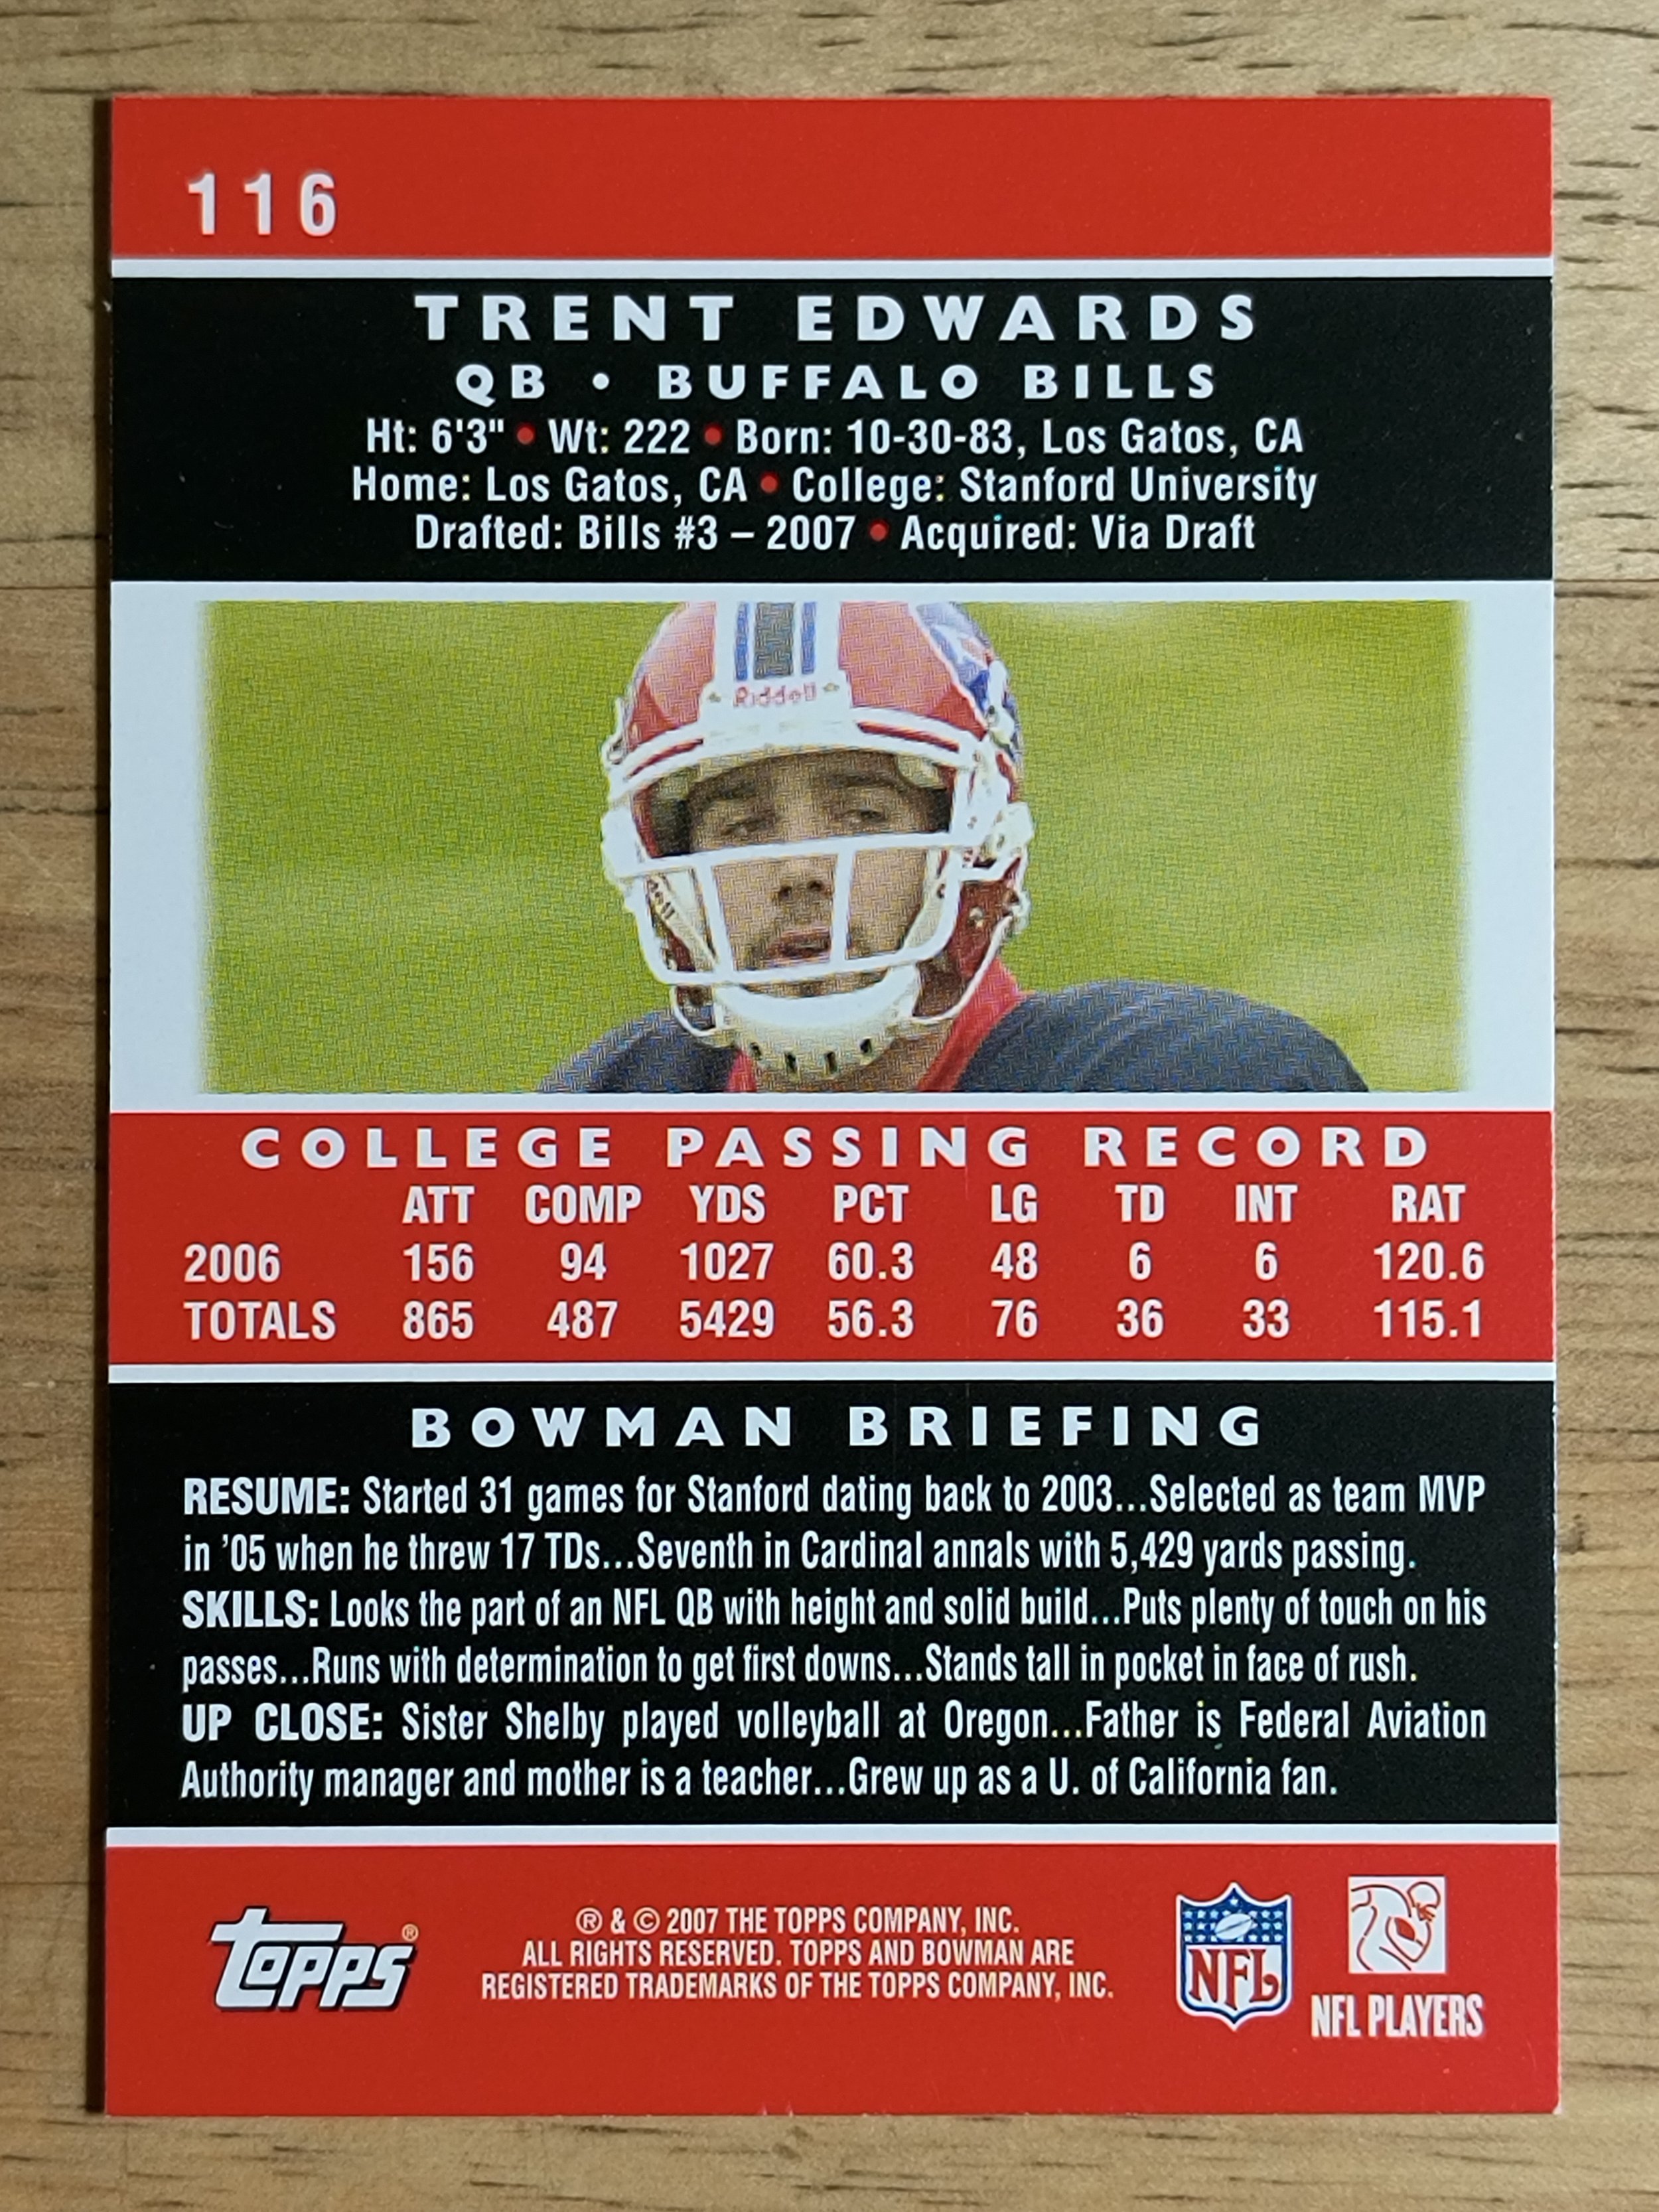 116
TRENT EDWARDS
QB • BUFFALO BILLS
Ht: 6'3" • Wt: 222 • Born: 10-30-83, Los Gatos, CA
Home: Los Gatos, CA • College: Stanford University
Drafted: Bills #3 – 2007 • Acquired: Via Draft
Riddell
COLLEGE PASSING RECORD
ATT COMP YDS PCT LG TD INT RAT
2006 156 94 1027 60.3 48 6 6 120.6
TOTALS 865 487 5429 56.3 76 36 33 115.1
BOWMAN BRIEFING
RESUME: Started 31 games for Stanford dating back to 2003...Selected as team MVP
in ’05 when he threw 17 TDs...Seventh in Cardinal annals with 5,429 yards passing.
SKILLS: Looks the part of an NFL QB with height and solid build...Puts plenty of touch on his
passes...Runs with determination to get first downs...Stands tall in pocket in face of rush.
UP CLOSE: Sister Shelby played volleyball at Oregon...Father is Federal Aviation
Authority manager and mother is a teacher...Grew up as a U. of California fan.
Topps®
® & © 2007 THE TOPPS COMPANY, INC.
ALL RIGHTS RESERVED. TOPPS AND BOWMAN ARE
REGISTERED TRADEMARKS OF THE TOPPS COMPANY, INC.
NFL
NFL PLAYERS